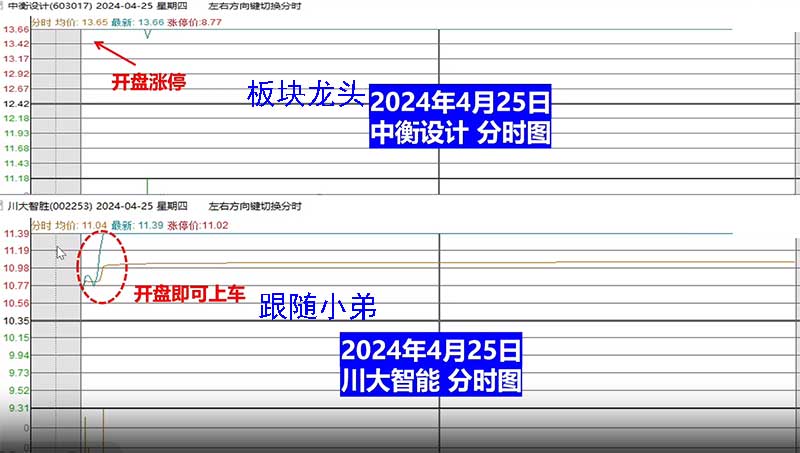 中衡设计(603017) 2024-04-25 星期四 左右方向键切换分时
分时 均价: 13.65 最新: 13.66 涨停价:8.77
13.66
13.42
13.17
12.92
12.67
12.42
12.18
11.93
11.68
11.43
11.18
0
开盘涨停
板块龙头
2024年4月25日
中衡设计 分时图
川大智胜(002253) 2024-04-25 星期四 左右方向键切换分时
分时 均价: 11.04 最新: 11.39 涨停价:11.02
11.39
11.19
10.98
10.77
10.56
10.35
10.15
9.94
9.73
9.52
9.31
0
0
开盘即可上车
跟随小弟
2024年4月25日
川大智能 分时图